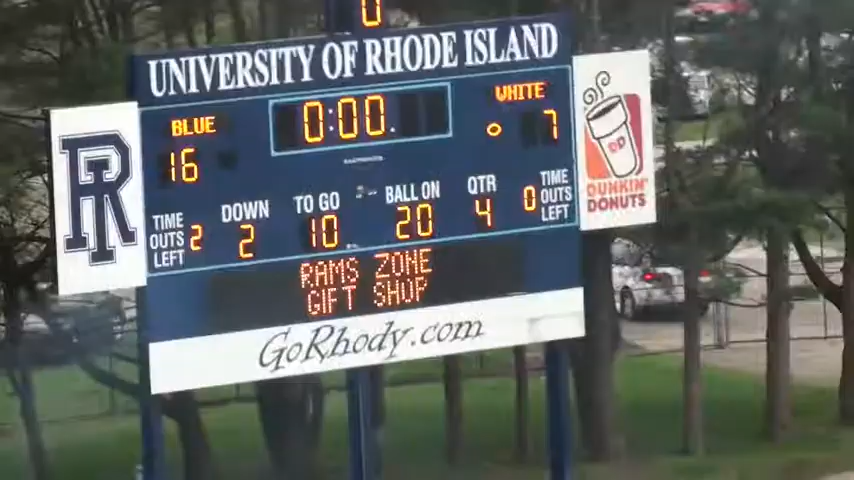 0
UNIVERSITY OF RHODE ISLAND
BLUE 0:00. WHITE
16 7
TIME OUTS LEFT 2
DOWN 2
TO GO 10
BALL ON 20
QTR 4
0 TIME OUTS LEFT
RAMS ZONE
GIFT SHOP
GoRhody.com
R
DD
DUNKIN'
DONUTS